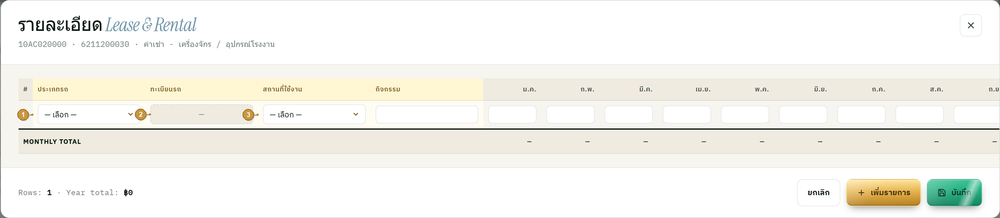 รายละเอียด Lease & Rental
10AC020000 · 6211200030 · ค่าเช่า - เครื่องจักร / อุปกรณ์โรงงาน
# ประเภทรถ ทะเบียนรถ สถานที่ใช้งาน กิจกรรม ม.ค. ก.พ. มี.ค. เม.ย. พ.ค. มิ.ย. ก.ค. ส.ค. ก.ย
1 — เลือก — 2 — 3 — เลือก —
MONTHLY TOTAL – – – – – – – – –
Rows: 1 · Year total: ฿0
ยกเลิก + เพิ่มรายการ บันทึก